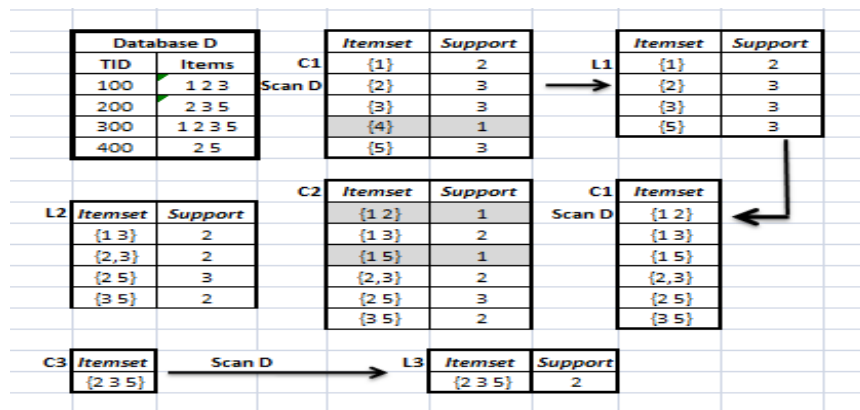 Database D
TID Items
100 1 2 3
200 2 3 5
300 1 2 3 5
400 2 5
C1
Scan D
Itemset Support
{1} 2
{2} 3
{3} 3
{4} 1
{5} 3
L1
Itemset Support
{1} 2
{2} 3
{3} 3
{5} 3
L2
Itemset Support
{1 3} 2
{2,3} 2
{2 5} 3
{3 5} 2
C2
Itemset Support
{1 2} 1
{1 3} 2
{1 5} 1
{2,3} 2
{2 5} 3
{3 5} 2
C1
Scan D
Itemset
{1 2}
{1 3}
{1 5}
{2,3}
{2 5}
{3 5}
C3
Itemset
{2 3 5}
Scan D
L3
Itemset Support
{2 3 5} 2